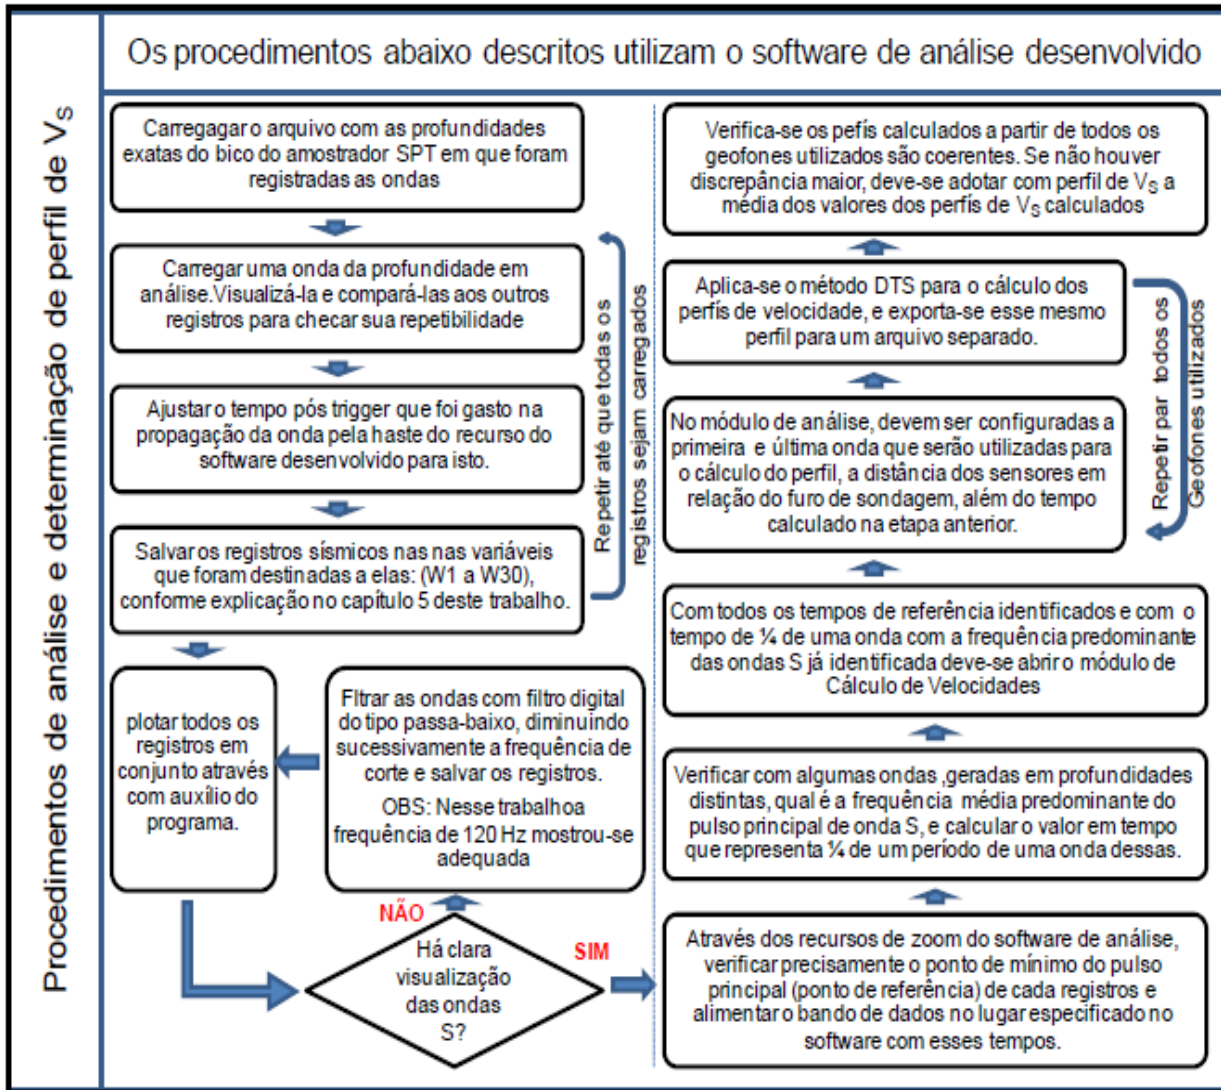 Os procedimentos abaixo descritos utilizam o software de análise desenvolvido
Procedimentos de análise e determinação de perfil de VS
Carregagar o arquivo com as profundidades
exatas do bico do amostrador SPT em que foram
registradas as ondas
Carregar uma onda da profundidade em
análise.Visualizá-la e compará-las aos outros
registros para checar sua repetibilidade
Ajustar o tempo pós trigger que foi gasto na
propagação da onda pela haste do recurso do
software desenvolvido para isto.
Salvar os registros sísmicos nas nas variáveis
que foram destinadas a elas: (W1 a W30),
conforme explicação no capítulo 5 deste trabalho.
Repetir até que todas os
registros sejam carregados
plotar todos os
registros em
conjunto através
com auxílio do
programa.
Fltrar as ondas com filtro digital
do tipo passa-baixo, diminuindo
sucessivamente a frequência de
corte e salvar os registros.
OBS: Nesse trabalhoa
frequência de 120 Hz mostrou-se
adequada
NÃO
Há clara
visualização
das ondas
S?
SIM
Através dos recursos de zoom do software de análise,
verificar precisamente o ponto de mínimo do pulso
principal (ponto de referência) de cada registros e
alimentar o bando de dados no lugar especificado no
software com esses tempos.
Verificar com algumas ondas ,geradas em profundidades
distintas, qual é a frequência média predominante do
pulso principal de onda S, e calcular o valor em tempo
que representa ¼ de um período de uma onda dessas.
Com todos os tempos de referência identificados e com o
tempo de ¼ de uma onda com a frequência predominante
das ondas S já identificada deve-se abrir o módulo de
Cálculo de Velocidades
No módulo de análise, devem ser configuradas a
primeira e última onda que serão utilizadas para
o cálculo do perfil, a distância dos sensores em
relação do furo de sondagem, além do tempo
calculado na etapa anterior.
Aplica-se o método DTS para o cálculo dos
perfís de velocidade, e exporta-se esse mesmo
perfil para um arquivo separado.
Repetir par todos os
Geofones utilizados
Verifica-se os pefís calculados a partir de todos os
geofones utilizados são coerentes. Se não houver
discrepância maior, deve-se adotar com perfil de VS a
média dos valores dos perfís de VS calculados